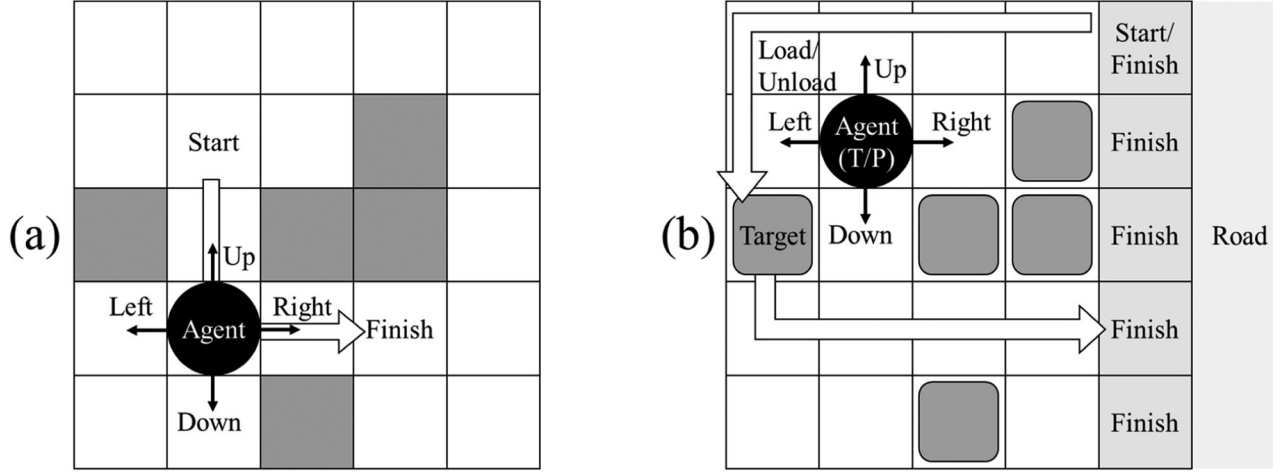 (a)
Start
Up
Left
Agent
Right
Finish
Down
(b)
Load/
Unload
Start/
Finish
Up
Left
Agent
(T/P)
Right
Finish
Target
Down
Finish
Road
Finish
Finish